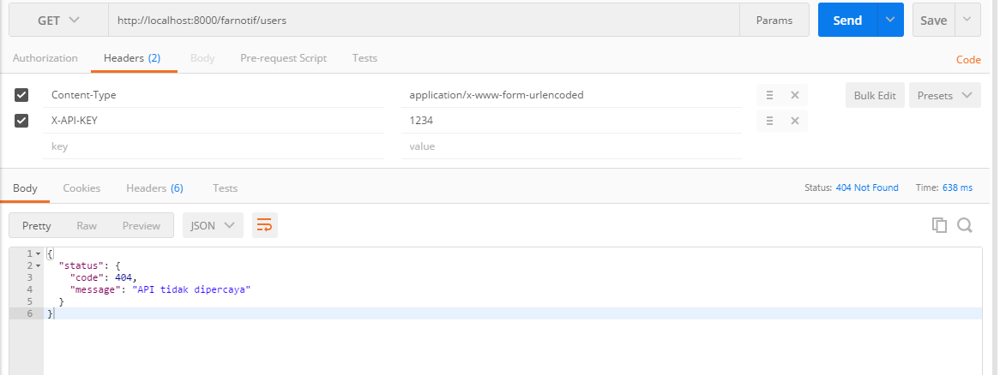 GET http://localhost:8000/farnotif/users Params Send Save
Authorization Headers (2) Body Pre-request Script Tests Code
Content-Type application/x-www-form-urlencoded Bulk Edit Presets
X-API-KEY 1234
key value
Body Cookies Headers (6) Tests Status: 404 Not Found Time: 638 ms
Pretty Raw Preview JSON
1 {
2 "status": {
3 "code": 404,
4 "message": "API tidak dipercaya"
5 }
6 }